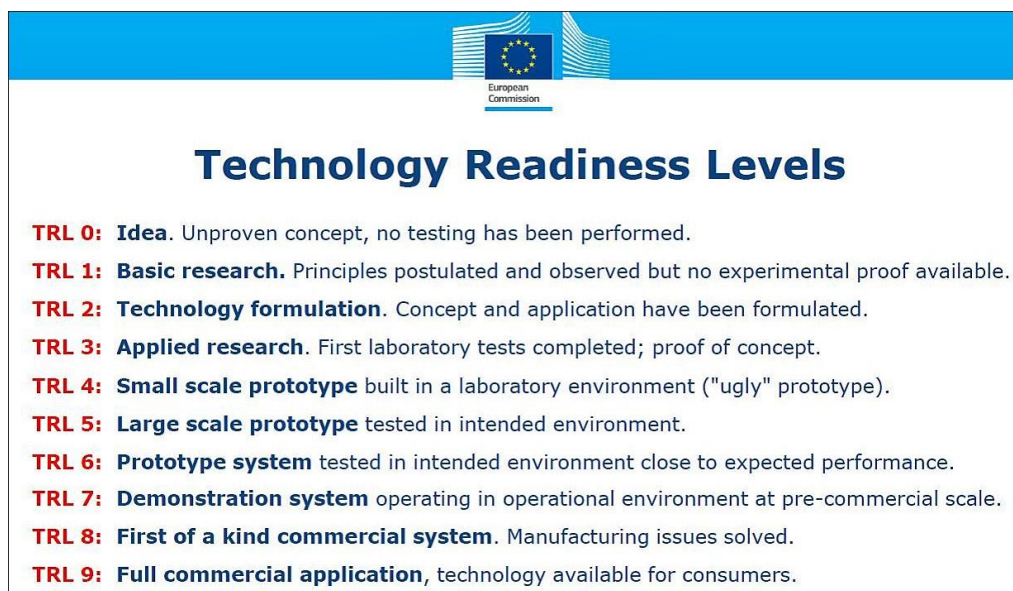 European
Commission
Technology Readiness Levels
TRL 0: Idea. Unproven concept, no testing has been performed.
TRL 1: Basic research. Principles postulated and observed but no experimental proof available.
TRL 2: Technology formulation. Concept and application have been formulated.
TRL 3: Applied research. First laboratory tests completed; proof of concept.
TRL 4: Small scale prototype built in a laboratory environment ("ugly" prototype).
TRL 5: Large scale prototype tested in intended environment.
TRL 6: Prototype system tested in intended environment close to expected performance.
TRL 7: Demonstration system operating in operational environment at pre-commercial scale.
TRL 8: First of a kind commercial system. Manufacturing issues solved.
TRL 9: Full commercial application, technology available for consumers.